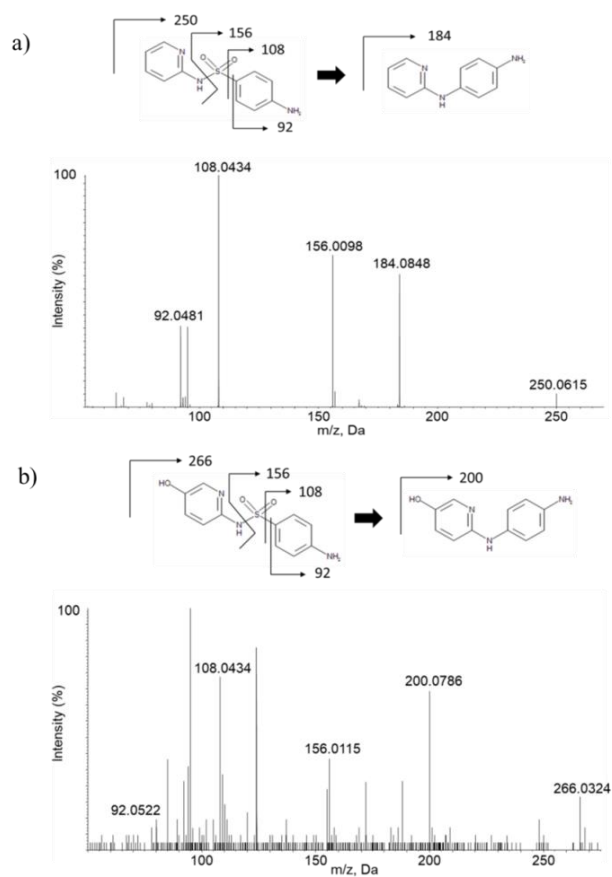 a)
250
156
108
92
N
N
H
O
O
S
NH₂
184
N
N
H
NH₂
100
108.0434
156.0098
184.0848
92.0481
250.0615
Intensity (%)
100
150
200
250
m/z, Da
b)
266
156
108
92
HO
N
N
H
O
O
S
NH₂
200
HO
N
N
H
NH₂
100
108.0434
200.0786
156.0115
92.0522
266.0324
Intensity (%)
100
150
200
250
m/z, Da